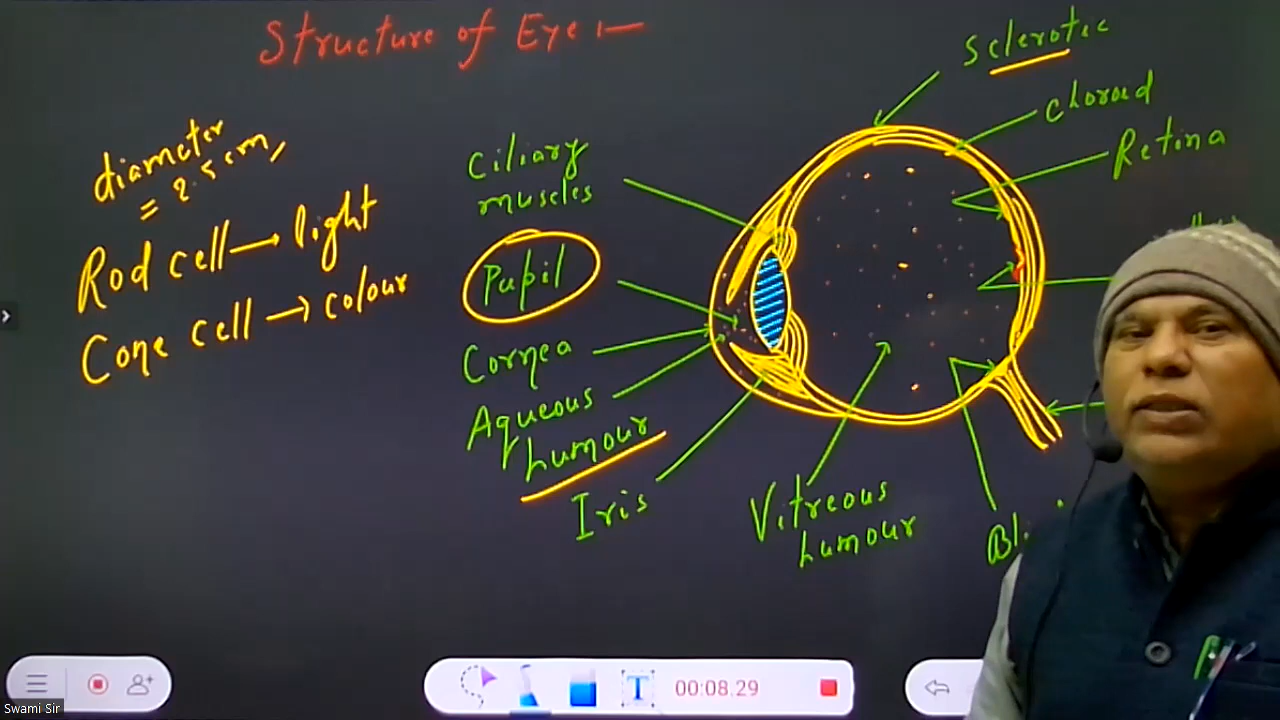 Structure of Eye :-
diameter
= 2.5 cm,
Rod cell → light
Cone cell → colour
Ciliary
muscles
Pupil
Cornea
Aqueous
humour
Iris
Vitreous
humour
Sclerotic
Choroid
Retina
T
00:08.29
Swami Sir